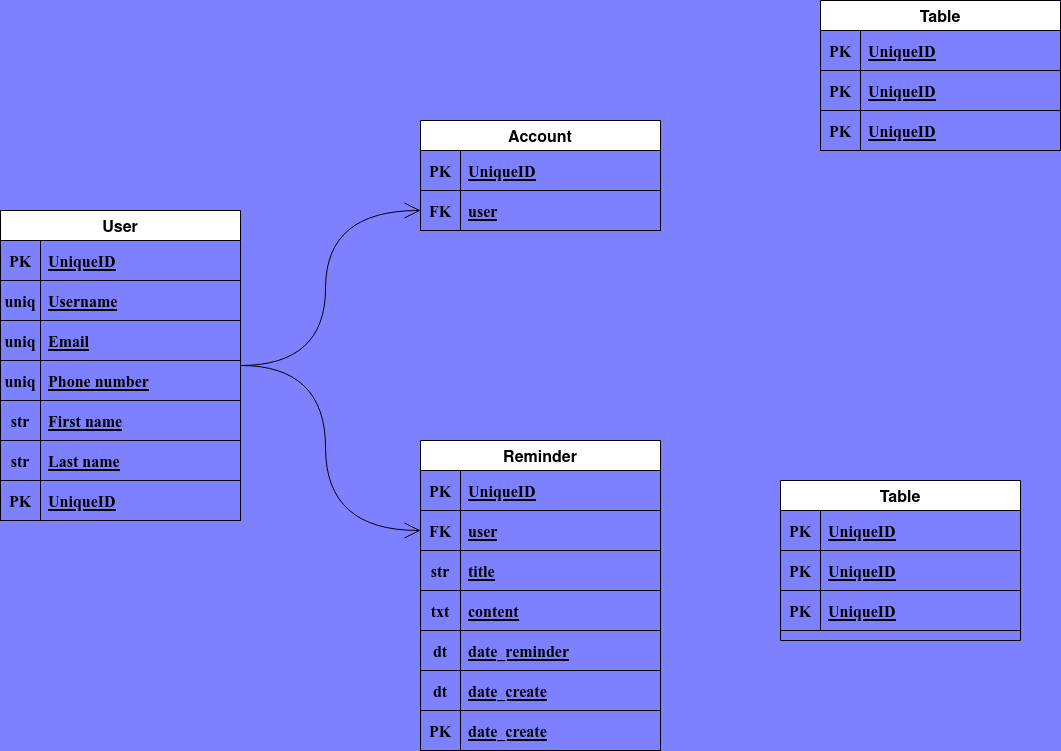 Table
PK UniqueID
PK UniqueID
PK UniqueID
Account
PK UniqueID
FK user
User
PK UniqueID
uniq Username
uniq Email
uniq Phone number
str First name
str Last name
PK UniqueID
Reminder
PK UniqueID
FK user
str title
txt content
dt date_reminder
dt date_create
PK date_create
Table
PK UniqueID
PK UniqueID
PK UniqueID